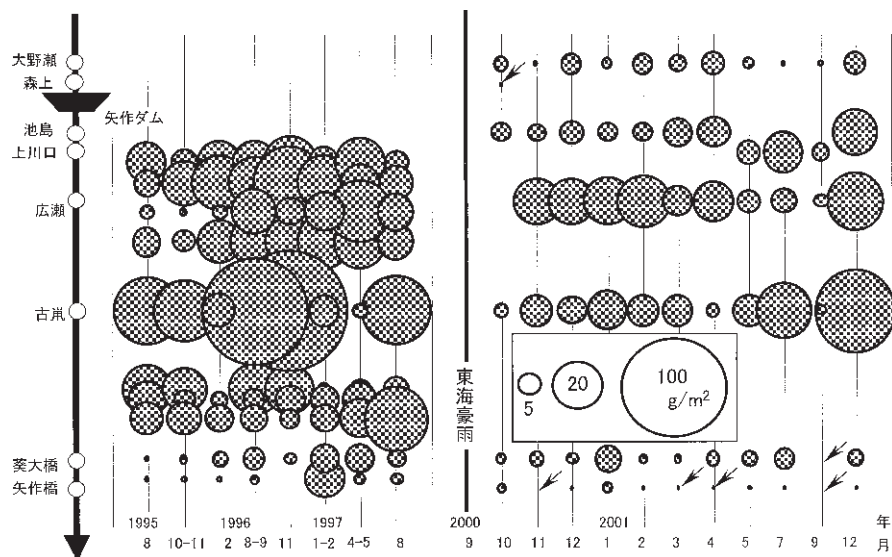 大野瀬
森上
矢作ダム
池島
上川口
広瀬
古鼡
葵大橋
矢作橋
東海豪雨
5
20
100
g/m²
1995 1996 1997 2000 2001 年
8 10-11 2 8-9 11 1-2 4-5 8 9 10 11 12 1 2 3 4 5 7 9 12 月